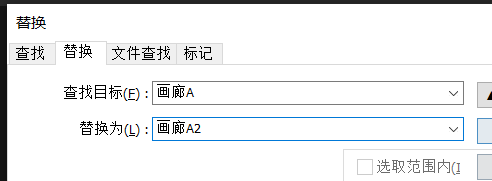 替换
查找 替换 文件查找 标记
查找目标(F) : 画廊A
替换为(L) : 画廊A2
选取范围内(I